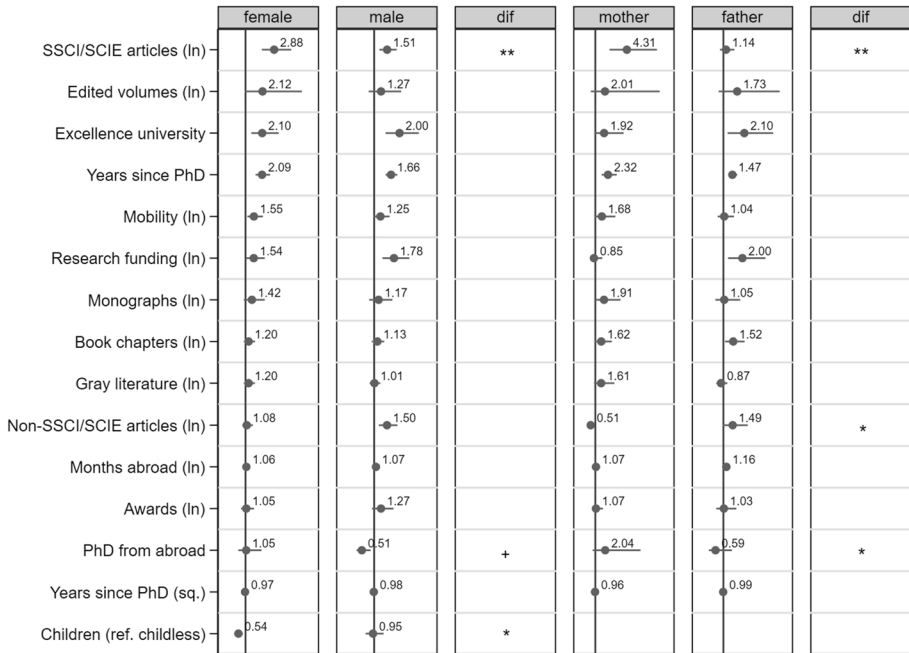 female male dif mother father dif
SSCI/SCIE articles (ln) 2.88 1.51 ** 4.31 1.14 **
Edited volumes (ln) 2.12 1.27 2.01 1.73
Excellence university 2.10 2.00 1.92 2.10
Years since PhD 2.09 1.66 2.32 1.47
Mobility (ln) 1.55 1.25 1.68 1.04
Research funding (ln) 1.54 1.78 0.85 2.00
Monographs (ln) 1.42 1.17 1.91 1.05
Book chapters (ln) 1.20 1.13 1.62 1.52
Gray literature (ln) 1.20 1.01 1.61 0.87
Non-SSCI/SCIE articles (ln) 1.08 1.50 0.51 1.49 *
Months abroad (ln) 1.06 1.07 1.07 1.16
Awards (ln) 1.05 1.27 1.07 1.03
PhD from abroad 1.05 0.51 + 2.04 0.59 *
Years since PhD (sq.) 0.97 0.98 0.96 0.99
Children (ref. childless) 0.54 0.95 *